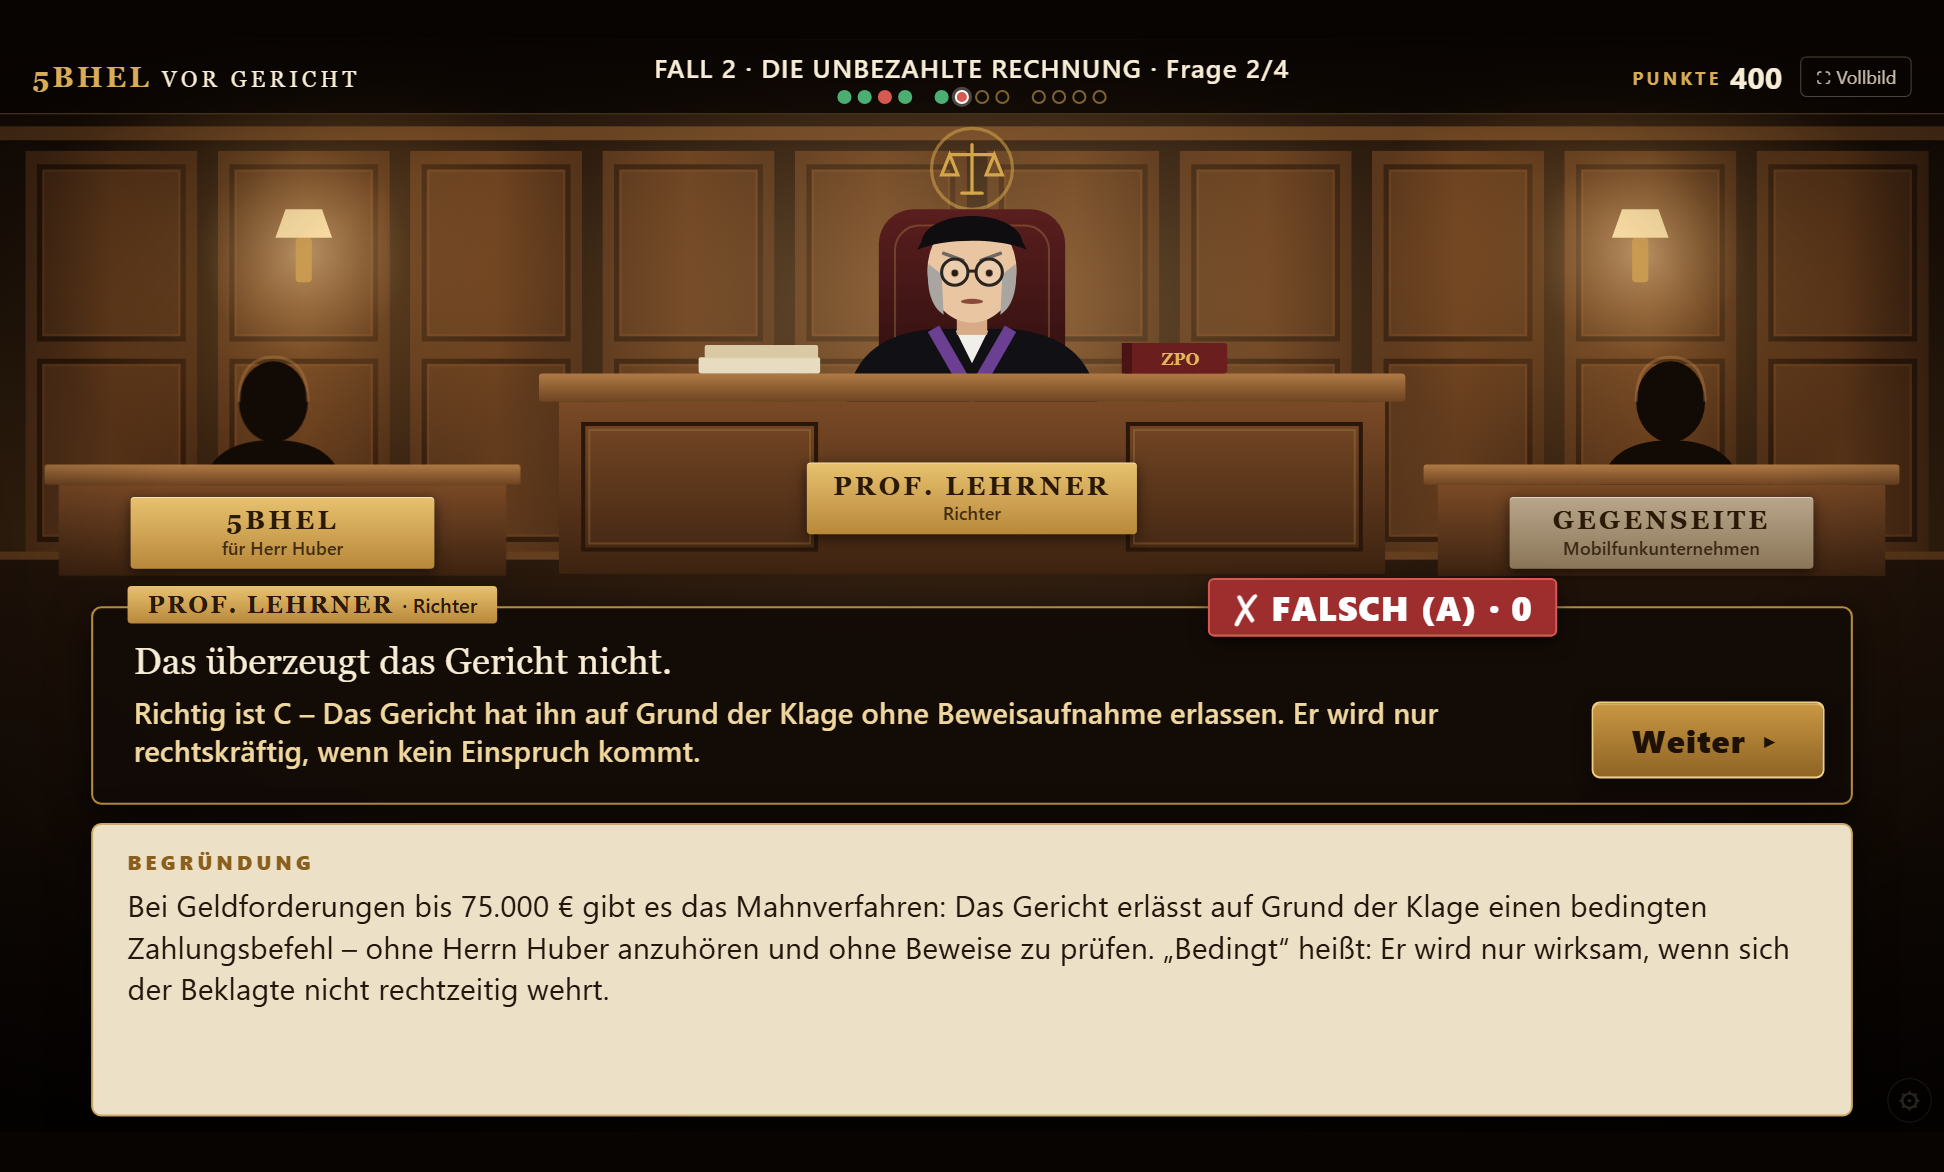 5BHEL VOR GERICHT
FALL 2 · DIE UNBEZAHLTE RECHNUNG · Frage 2/4
PUNKTE 400
Vollbild
ZPO
PROF. LEHRNER
Richter
5BHEL
für Herr Huber
GEGENSEITE
Mobilfunkunternehmen
PROF. LEHRNER · Richter
✗ FALSCH (A) · 0
Das überzeugt das Gericht nicht.
Richtig ist C – Das Gericht hat ihn auf Grund der Klage ohne Beweisaufnahme erlassen. Er wird nur
rechtskräftig, wenn kein Einspruch kommt.
Weiter ►
BEGRÜNDUNG
Bei Geldforderungen bis 75.000 € gibt es das Mahnverfahren: Das Gericht erlässt auf Grund der Klage einen bedingten
Zahlungsbefehl – ohne Herrn Huber anzuhören und ohne Beweise zu prüfen. „Bedingt“ heißt: Er wird nur wirksam, wenn sich
der Beklagte nicht rechtzeitig wehrt.